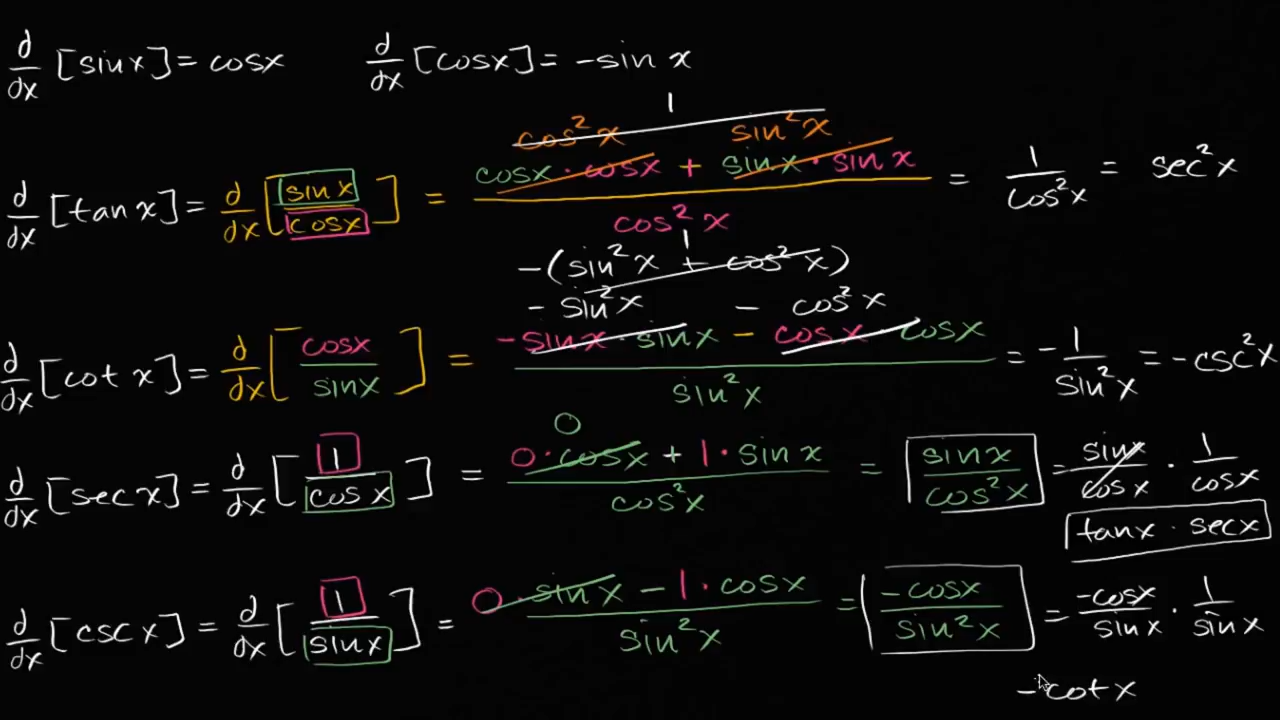 d/dx [sin x] = cos x    d/dx [cos x] = -sin x
1
cos²x    sin²x
d/dx [tan x] = d/dx [sin x / cos x] = (cos x · cos x + sin x · sin x) / cos²x = 1 / cos²x = sec²x
1
-(sin²x + cos²x)
- sin²x - cos²x
d/dx [cot x] = d/dx [cos x / sin x] = (-sin x · sin x - cos x · cos x) / sin²x = -1 / sin²x = -csc²x
0
d/dx [sec x] = d/dx [1 / cos x] = (0 · cos x + 1 · sin x) / cos²x = sin x / cos²x = sin x / cos x · 1 / cos x
tan x · sec x
d/dx [csc x] = d/dx [1 / sin x] = (0 · sin x - 1 · cos x) / sin²x = -cos x / sin²x = -cos x / sin x · 1 / sin x
-cot x